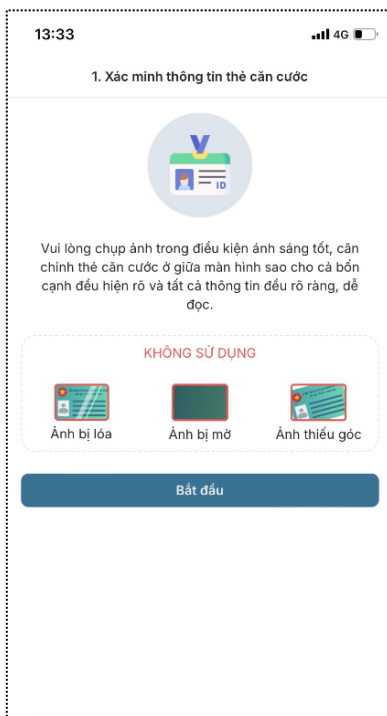 13:33
4G
1. Xác minh thông tin thẻ căn cước
V
ID
Vui lòng chụp ảnh trong điều kiện ánh sáng tốt, căn
chỉnh thẻ căn cước ở giữa màn hình sao cho cả bốn
cạnh đều hiện rõ và tất cả thông tin đều rõ ràng, dễ
đọc.
KHÔNG SỬ DỤNG
Ảnh bị lóa
Ảnh bị mờ
Ảnh thiếu góc
Bắt đầu